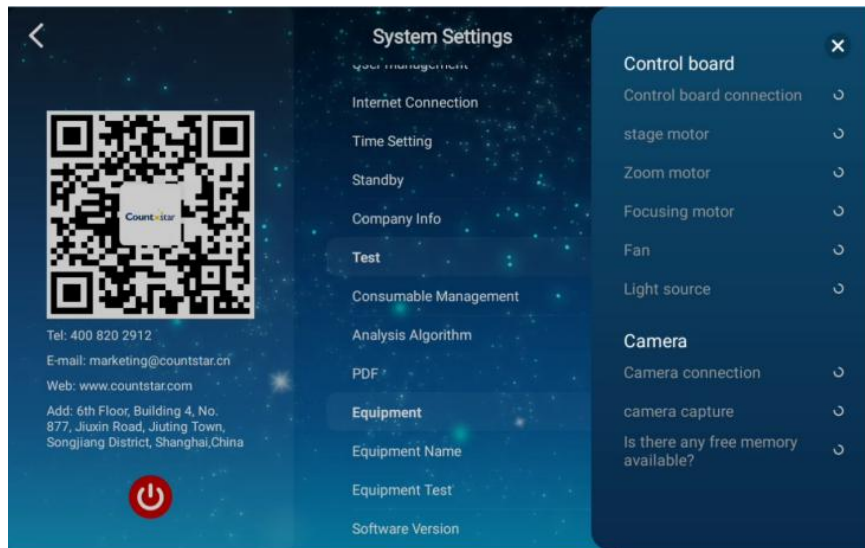 System Settings
Countstar
Tel: 400 820 2912
E-mail: marketing@countstar.cn
Web: www.countstar.com
Add: 6th Floor, Building 4, No.
877, Jiuxin Road, Jiuting Town,
Songjiang District, Shanghai,China
User management
Internet Connection
Time Setting
Standby
Company Info
Test
Consumable Management
Analysis Algorithm
PDF
Equipment
Equipment Name
Equipment Test
Software Version
Control board
Control board connection
stage motor
Zoom motor
Focusing motor
Fan
Light source
Camera
Camera connection
camera capture
Is there any free memory
available?